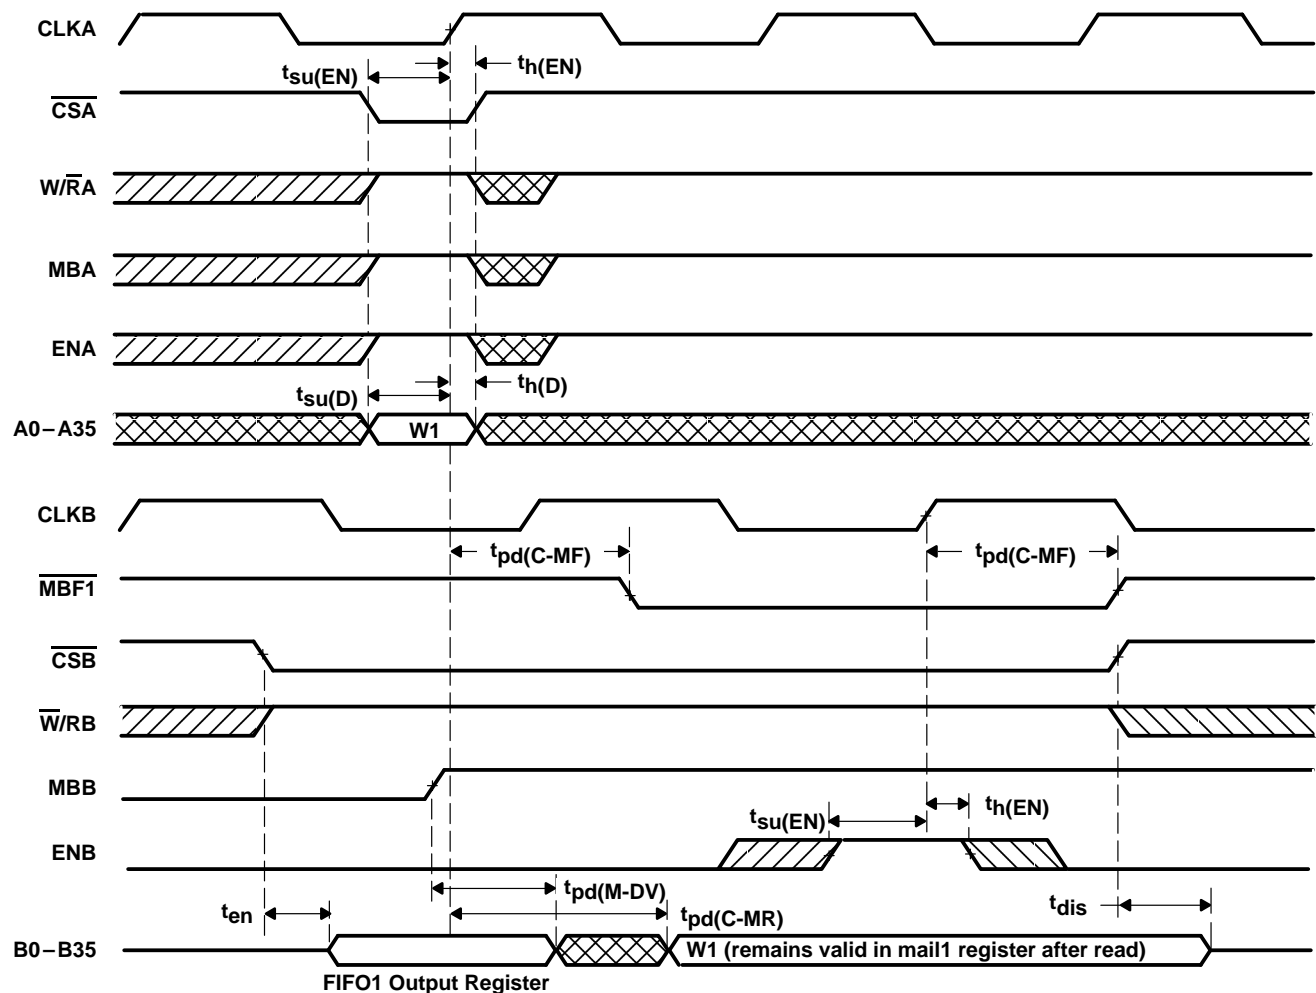 CLKA
tsu(EN)
th(EN)
CSA
W/RA
MBA
ENA
tsu(D)
th(D)
A0–A35
W1
CLKB
tpd(C-MF)
tpd(C-MF)
MBF1
CSB
W/RB
MBB
tsu(EN)
th(EN)
ENB
ten
tpd(M-DV)
tpd(C-MR)
tdis
B0–B35
W1 (remains valid in mail1 register after read)
FIFO1 Output Register